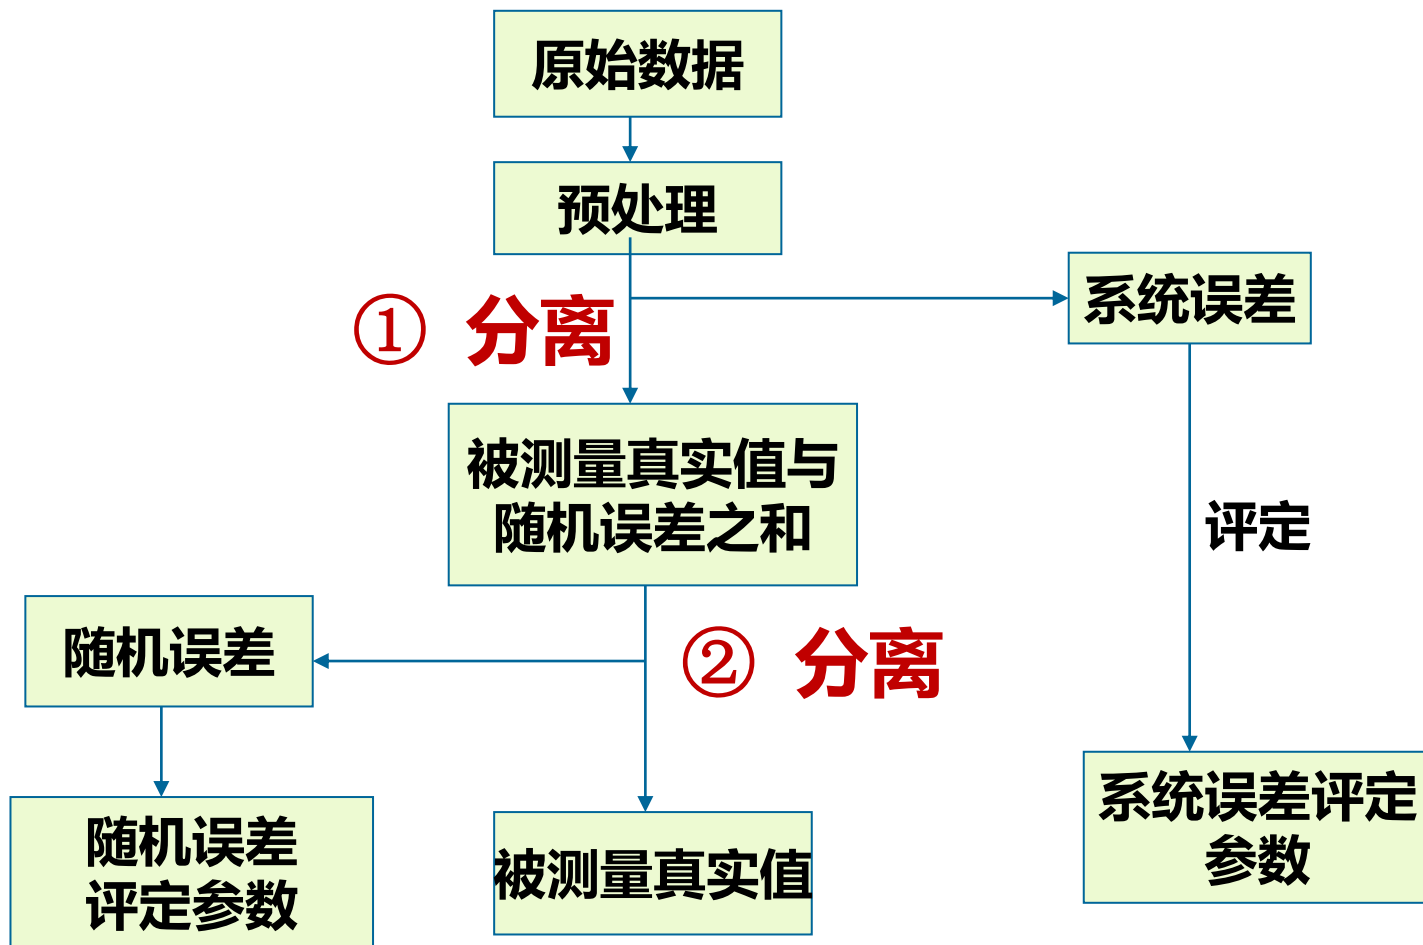 原始数据
预处理
系统误差
① 分离
被测量真实值与
随机误差之和
评定
随机误差
② 分离
系统误差评定
参数
随机误差
评定参数
被测量真实值